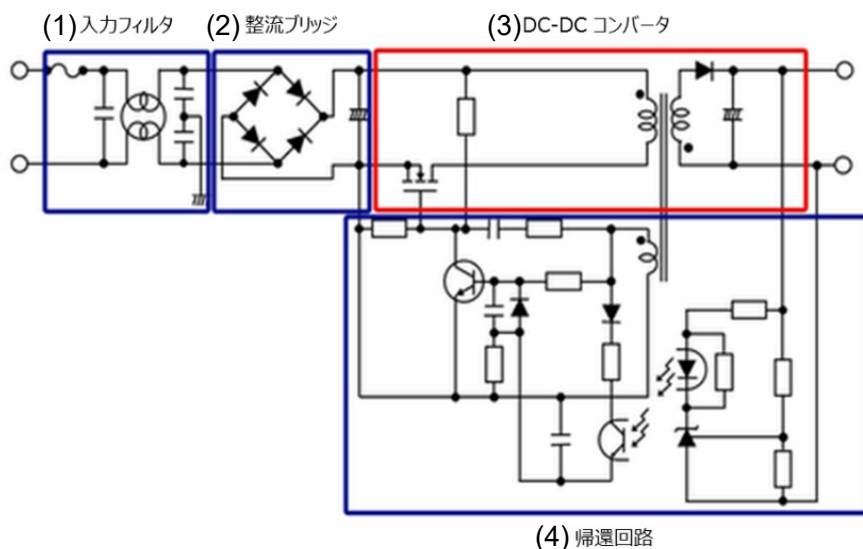 (1) 入力フィルタ
(2) 整流ブリッジ
(3) DC-DC コンバータ
(4) 帰還回路